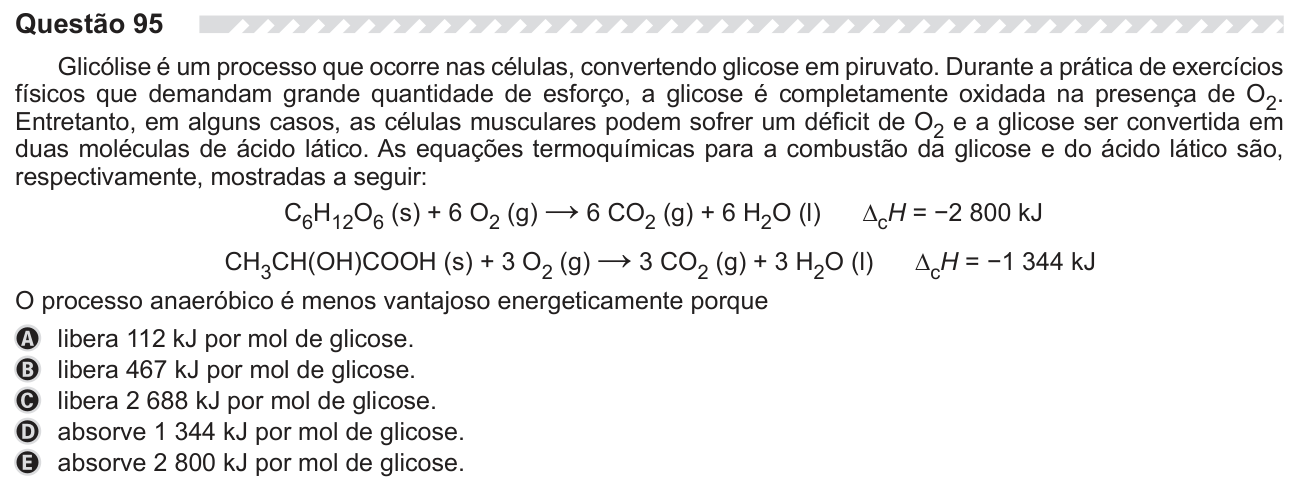 Questão 95
Glicólise é um processo que ocorre nas células, convertendo glicose em piruvato. Durante a prática de exercícios
físicos que demandam grande quantidade de esforço, a glicose é completamente oxidada na presença de O₂.
Entretanto, em alguns casos, as células musculares podem sofrer um déficit de O₂ e a glicose ser convertida em
duas moléculas de ácido lático. As equações termoquímicas para a combustão da glicose e do ácido lático são,
respectivamente, mostradas a seguir:
C₆H₁₂O₆ (s) + 6 O₂ (g) ⟶ 6 CO₂ (g) + 6 H₂O (l) Δ_cH = −2 800 kJ
CH₃CH(OH)COOH (s) + 3 O₂ (g) ⟶ 3 CO₂ (g) + 3 H₂O (l) Δ_cH = −1 344 kJ
O processo anaeróbico é menos vantajoso energeticamente porque
A libera 112 kJ por mol de glicose.
B libera 467 kJ por mol de glicose.
C libera 2 688 kJ por mol de glicose.
D absorve 1 344 kJ por mol de glicose.
E absorve 2 800 kJ por mol de glicose.